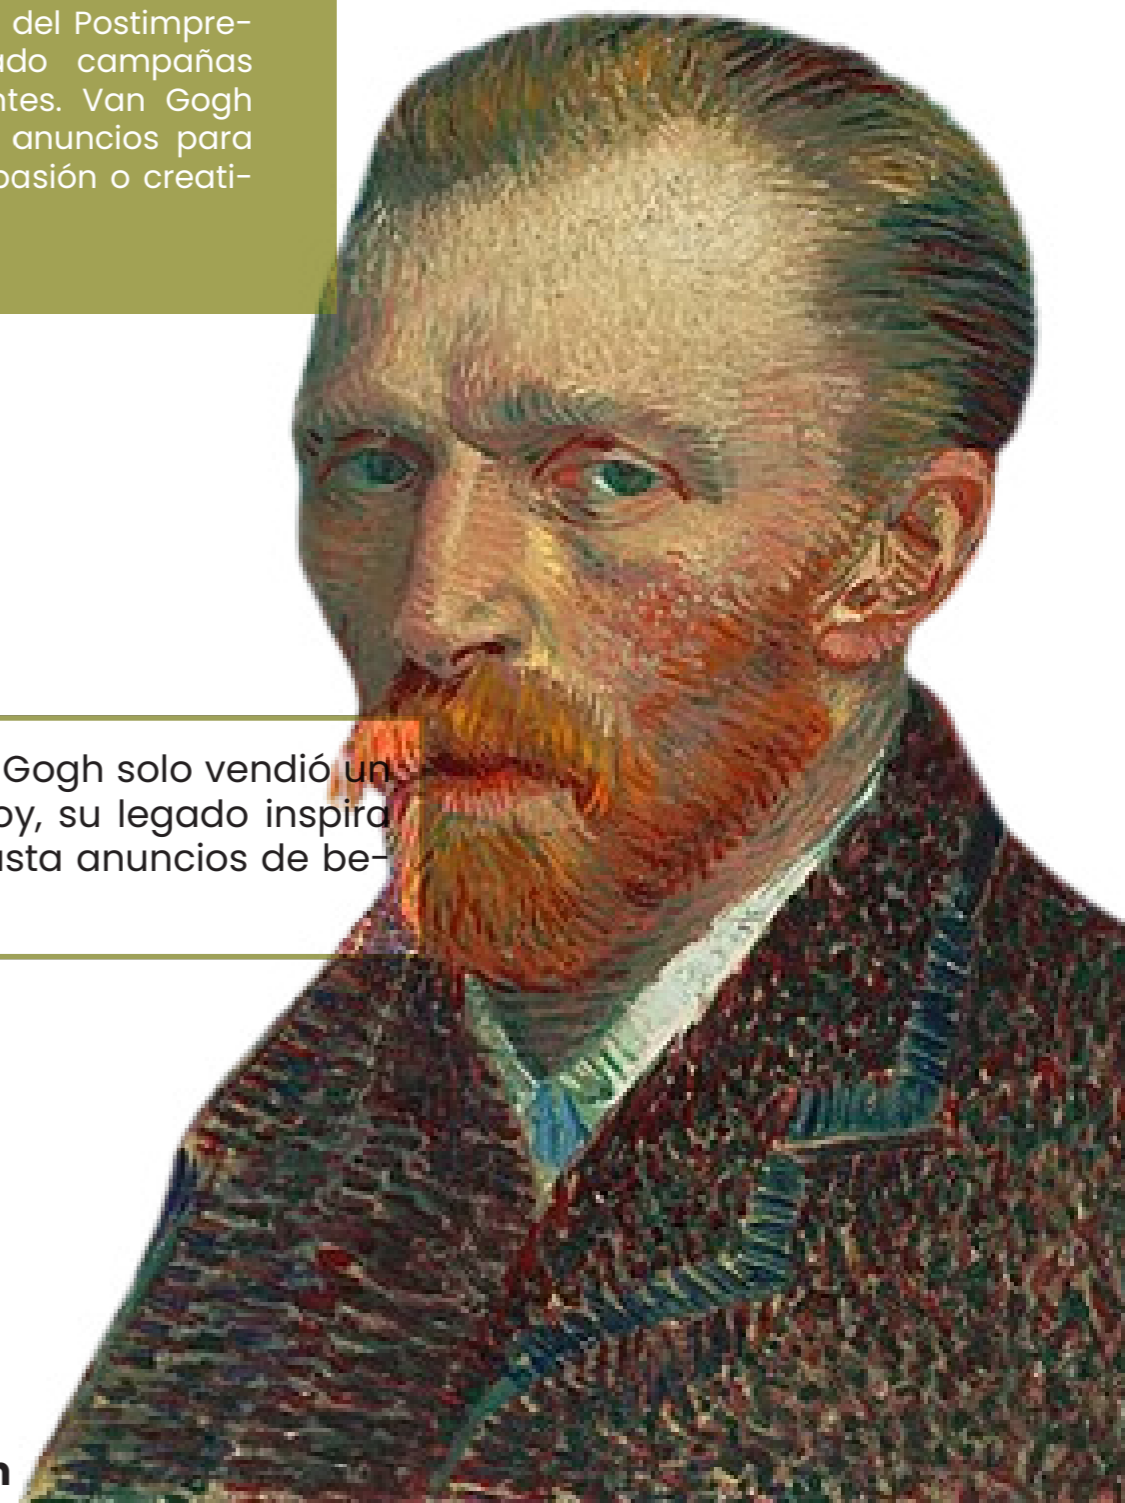 del Postimpre-
ado campañas
ntes. Van Gogh
anuncios para
pasión o creati-
Gogh solo vendió un
oy, su legado inspira
asta anuncios de be-
n